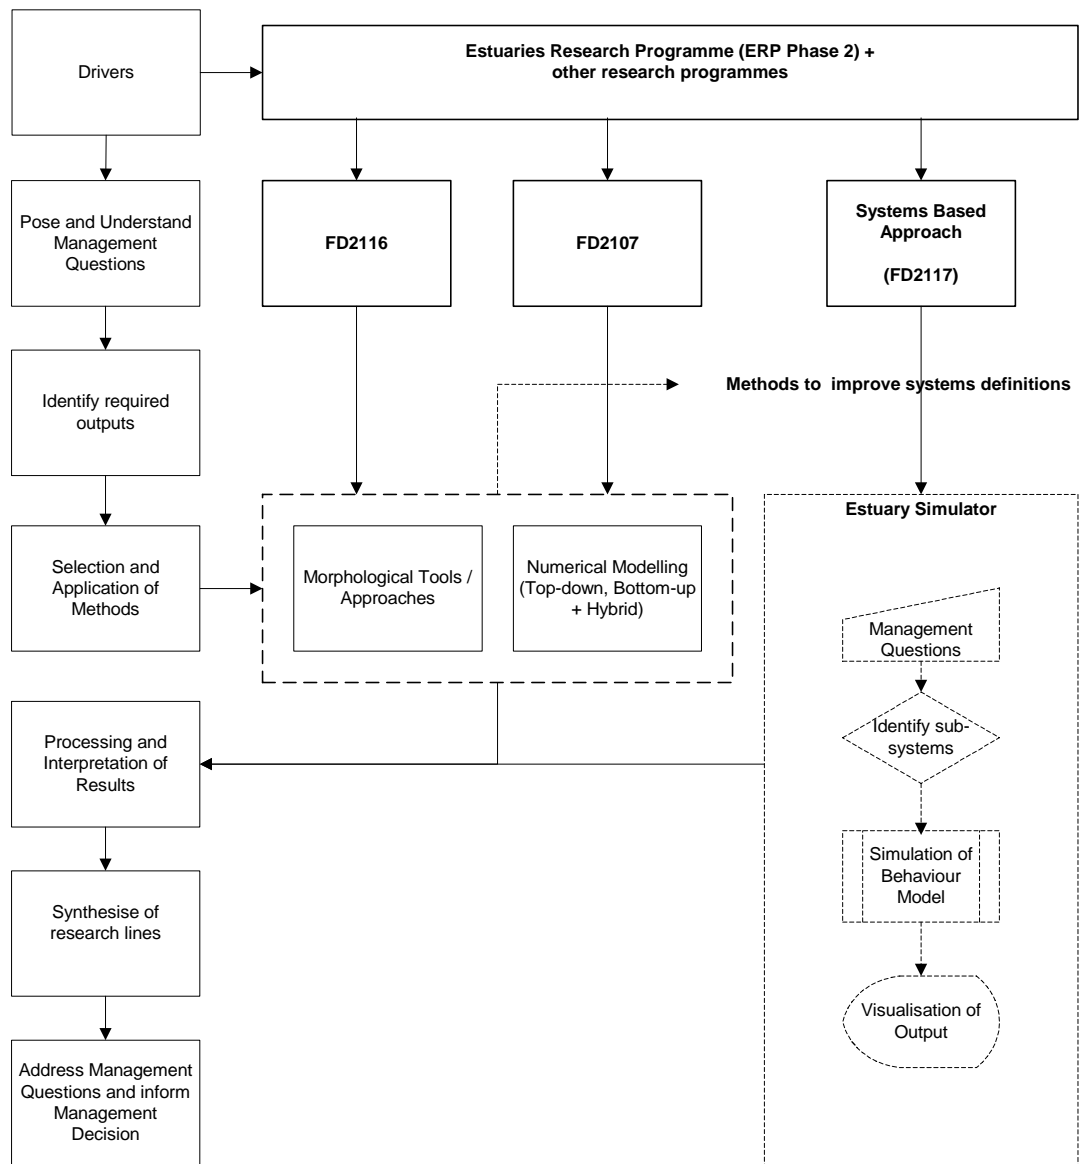 Drivers
Estuaries Research Programme (ERP Phase 2) +
other research programmes
Pose and Understand
Management
Questions
FD2116
FD2107
Systems Based
Approach
(FD2117)
Identify required
outputs
Methods to improve systems definitions
Selection and
Application of
Methods
Morphological Tools /
Approaches
Numerical Modelling
(Top-down, Bottom-up
+ Hybrid)
Estuary Simulator
Management
Questions
Identify sub-
systems
Simulation of
Behaviour
Model
Visualisation of
Output
Processing and
Interpretation of
Results
Synthesise of
research lines
Address Management
Questions and inform
Management
Decision